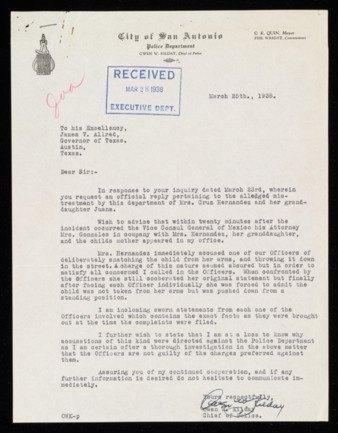 City of San Antonio
Police Department
OWEN W. KILDAY, Chief of Police
C. K. QUIN, Mayor
PHIL WRIGHT, Commissioner
RECEIVED
MAR 26 1938
EXECUTIVE DEPT.
March 25th., 1938.
To his Excellency,
James V. Allred,
Governor of Texas.
Austin,
Texas.
Dear Sir:-
In response to your inquiry dated March 23rd, wherein
you request an official reply pertaining to the alleged mis-
treatment by this department of Mrs. Cruz Hernandez and her grand-
daughter Juana.
Wish to advise that within twenty minutes after the
incident occurred the Vice Consul General of Mexico his Attorney
Mrs. Gonzales in company with Mrs. Hernandez, her granddaughter,
and the childs mother appeared in my office.
Mrs. Hernandez immediately accused one of our Officers of
deliberately snatching the child from her arms, and throwing it down
in the street. A charge of this nature seemed absurd but in order to
satisfy all concerned I called in the Officers. When confronted by
the Officers she still asserted her original statement but finally
after facing each Officer individually she was forced to admit the
child was not taken from her arms but was pushed down from a
standing position.
I am inclosing sworn statements from each one of the
Officers involved which contains the exact facts as they were brought
out at the time the complaints were filed.
I further wish to state that I am at a loss to know why
accusations of this kind were directed against the Police Department
as I am certain after a thorough investigation in the above matter
that the Officers are not guilty of the charges preferred against
them.
Assuring you of my continued cooperation, and if any
further information is desired do not hesitate to communicate im-
mediately.
Yours respectfully,
Owen W. Kilday
Owen W. Kilday
Chief of Police.
OWK-p